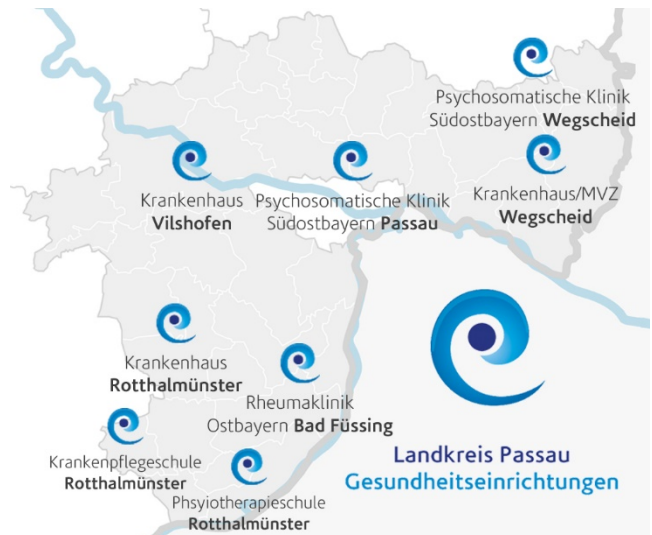 Psychosomatische Klinik
Südostbayern Wegscheid
Krankenhaus
Vilshofen
Psychosomatische Klinik
Südostbayern Passau
Krankenhaus/MVZ
Wegscheid
Krankenhaus
Rotthalmünster
Rheumaklinik
Ostbayern Bad Füssing
Krankenpflegeschule
Rotthalmünster
Phsyiotherapieschule
Rotthalmünster
Landkreis Passau
Gesundheitseinrichtungen